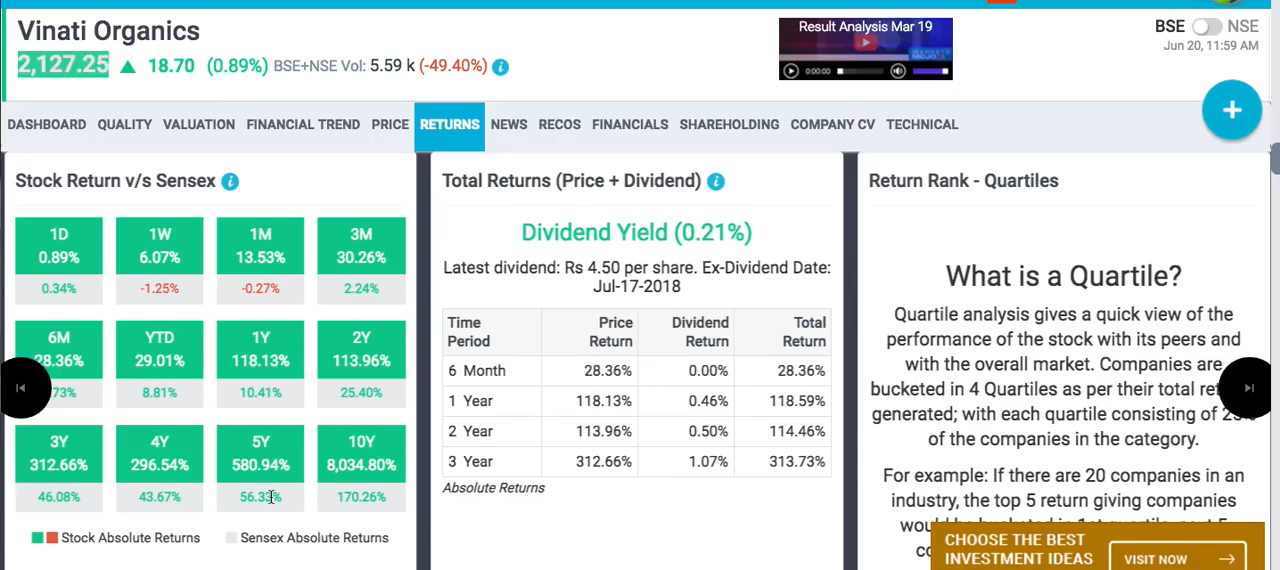 Vinati Organics
2,127.25 18.70 (0.89%) BSE+NSE Vol: 5.59 k (-49.40%)
Result Analysis Mar 19
0:00:00
BSE NSE
Jun 20, 11:59 AM
DASHBOARD QUALITY VALUATION FINANCIAL TREND PRICE RETURNS NEWS RECOS FINANCIALS SHAREHOLDING COMPANY CV TECHNICAL
Stock Return v/s Sensex
1D 1W 1M 3M
0.89% 6.07% 13.53% 30.26%
0.34% -1.25% -0.27% 2.24%
6M YTD 1Y 2Y
28.36% 29.01% 118.13% 113.96%
8.81% 10.41% 25.40%
3Y 4Y 5Y 10Y
312.66% 296.54% 580.94% 8,034.80%
46.08% 43.67% 56.33% 170.26%
Stock Absolute Returns Sensex Absolute Returns
Total Returns (Price + Dividend)
Dividend Yield (0.21%)
Latest dividend: Rs 4.50 per share. Ex-Dividend Date:
Jul-17-2018
Time Period Price Return Dividend Return Total Return
6 Month 28.36% 0.00% 28.36%
1 Year 118.13% 0.46% 118.59%
2 Year 113.96% 0.50% 114.46%
3 Year 312.66% 1.07% 313.73%
Absolute Returns
Return Rank - Quartiles
What is a Quartile?
Quartile analysis gives a quick view of the
performance of the stock with its peers and
with the overall market. Companies are
bucketed in 4 Quartiles as per their total
generated; with each quartile consisting of
of the companies in the category.
For example: If there are 20 companies in an
industry, the top 5 return giving companies
CHOOSE THE BEST
INVESTMENT IDEAS
VISIT NOW